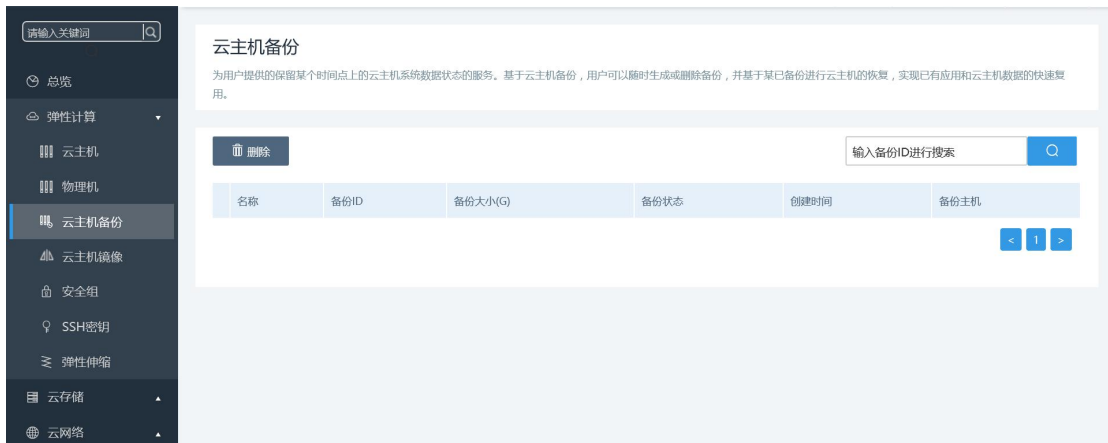 请输入关键词
总览
弹性计算
云主机
物理机
云主机备份
云主机镜像
安全组
SSH密钥
弹性伸缩
云存储
云网络
云主机备份
为用户提供的保留某个时间点上的云主机系统数据状态的服务。基于云主机备份，用户可以随时生成或删除备份，并基于某已备份进行云主机的恢复，实现已有应用和云主机数据的快速复
用。
删除
输入备份ID进行搜索
名称 备份ID 备份大小(G) 备份状态 创建时间 备份主机
< 1 >